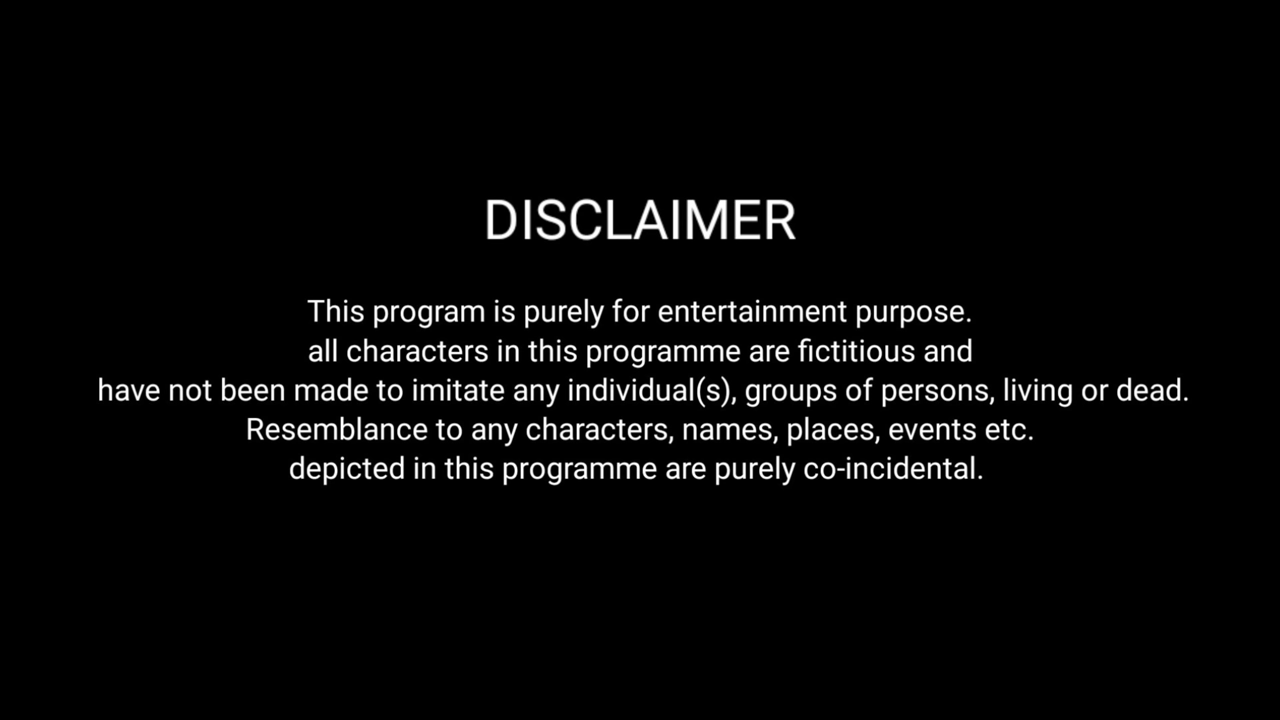 DISCLAIMER
This program is purely for entertainment purpose.
all characters in this programme are fictitious and
have not been made to imitate any individual(s), groups of persons, living or dead.
Resemblance to any characters, names, places, events etc.
depicted in this programme are purely co-incidental.